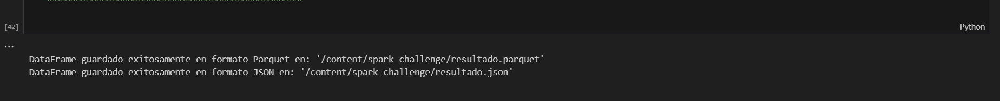 [42]
Python
...
DataFrame guardado exitosamente en formato Parquet en: '/content/spark_challenge/resultado.parquet'
DataFrame guardado exitosamente en formato JSON en: '/content/spark_challenge/resultado.json'